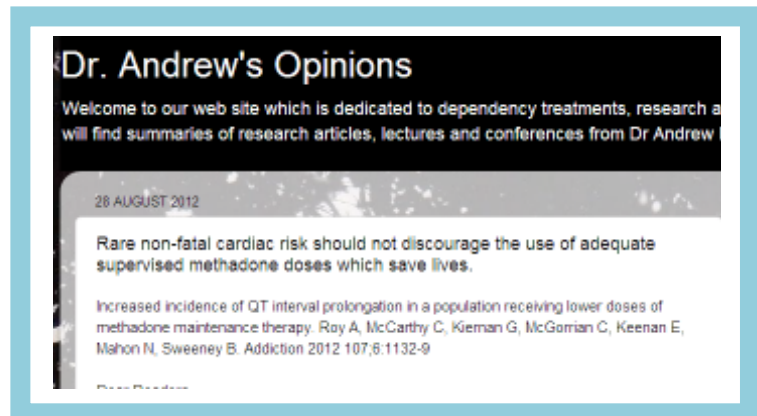 Dr. Andrew's Opinions
Welcome to our web site which is dedicated to dependency treatments, research a
will find summaries of research articles, lectures and conferences from Dr Andrew
28 AUGUST 2012
Rare non-fatal cardiac risk should not discourage the use of adequate
supervised methadone doses which save lives.
Increased incidence of QT interval prolongation in a population receiving lower doses of
methadone maintenance therapy. Roy A, McCarthy C, Kiernan G, McGorrian C, Keenan E,
Mahon N, Sweeney B. Addiction 2012 107;6:1132-9